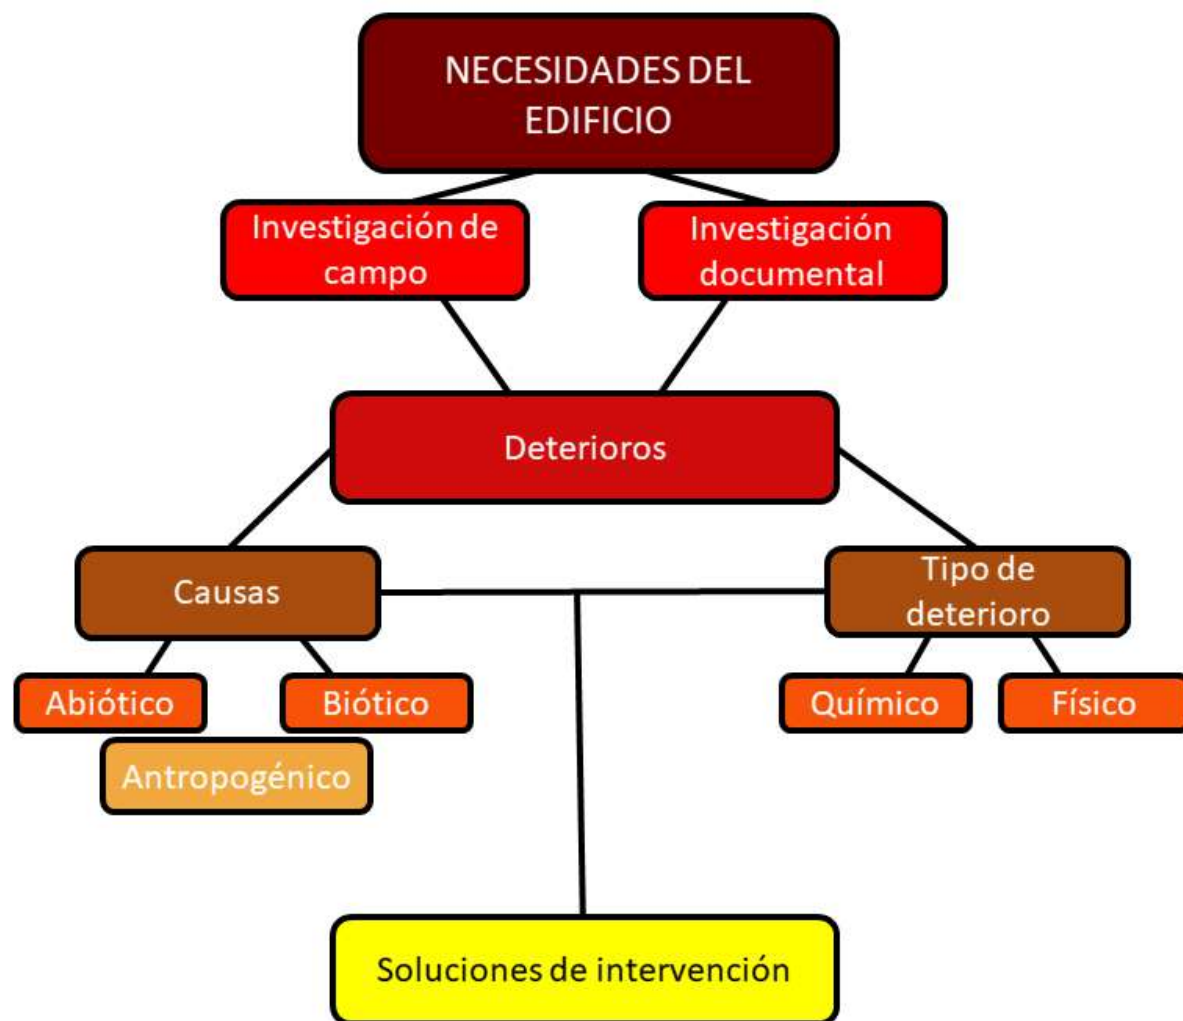 NECESIDADES DEL
EDIFICIO
Investigación de
campo
Investigación
documental
Deterioros
Causas
Tipo de
deterioro
Abiótico
Biótico
Químico
Físico
Antropogénico
Soluciones de intervención